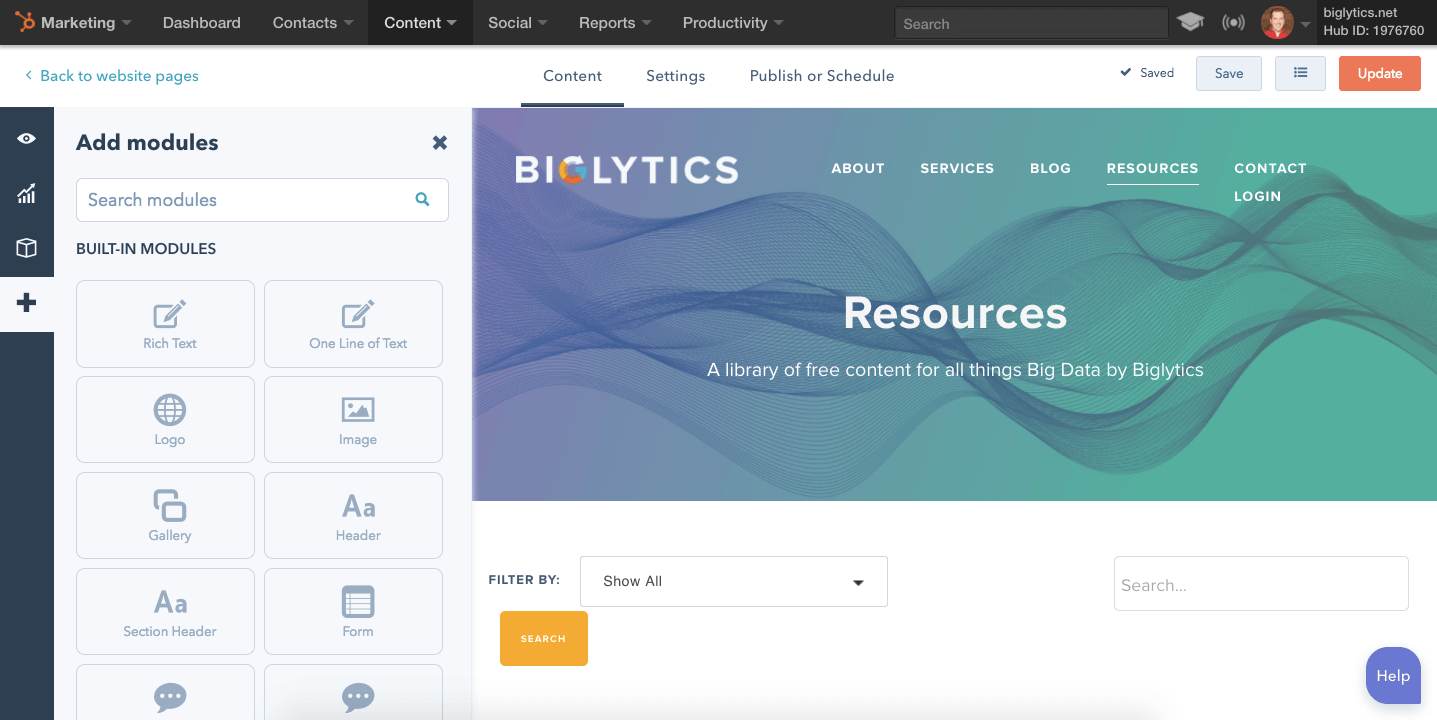 Marketing Dashboard Contacts Content Social Reports Productivity Search biglytics.net
Hub ID: 1976760
Back to website pages Content Settings Publish or Schedule Saved Save Update
Add modules
Search modules
BUILT-IN MODULES
Rich Text One Line of Text
Logo Image
Gallery Aa
Header
Aa
Section Header Form
BIGLYTICS ABOUT SERVICES BLOG RESOURCES CONTACT
LOGIN
Resources
A library of free content for all things Big Data by Biglytics
FILTER BY: Show All Search...
SEARCH
Help